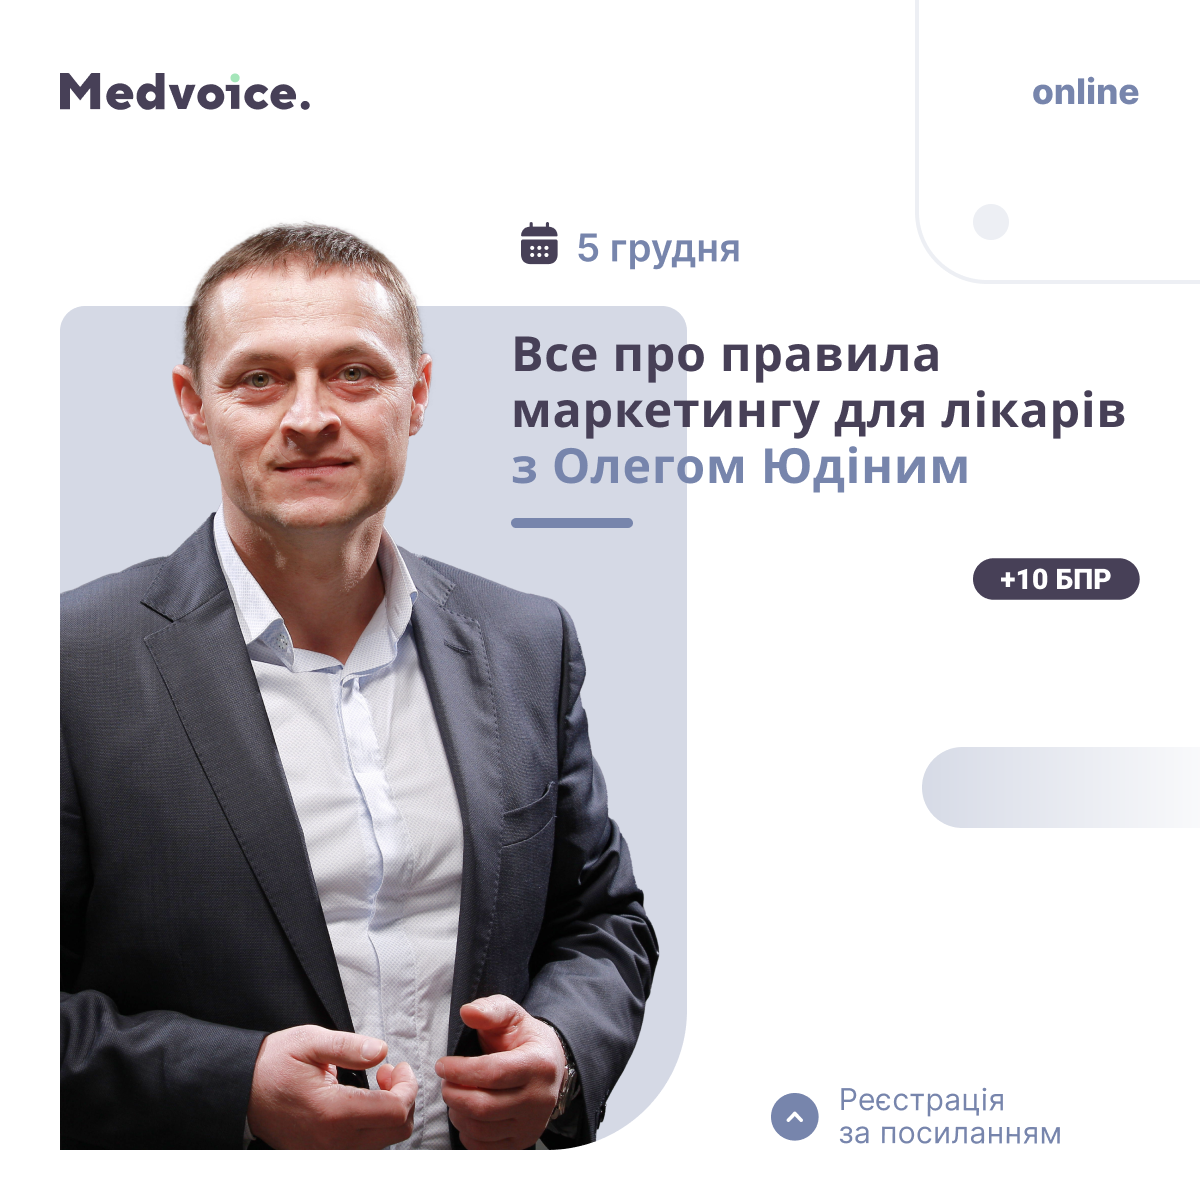 Medvoice.
online
5 грудня
Все про правила
маркетингу для лікарів
з Олегом Юдіним
+10 БПР
Реєстрація
за посиланням